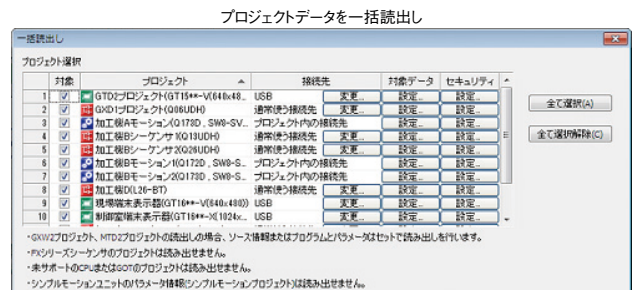 プロジェクトデータを一括読出し
一括読出し
プロジェクト選択
対象 プロジェクト 接続先 対象データ セキュリティ
1 GTD2プロジェクト(GT15**-V(640x48.. USB 変更... 設定... 設定...
2 GXD1プロジェクト(Q06UDH) 通常使う接続先 変更... 設定... 設定...
3 加工機Aモーション(Q173D , SW8-SV... プロジェクト内の接続先 設定... 設定...
4 加工機Bシーケンサ1(Q13UDH) 通常使う接続先 変更... 設定... 設定...
5 加工機Bシーケンサ2(Q26UDH) 通常使う接続先 変更... 設定... 設定...
6 加工機Bモーション1(Q172D , SW8-S... プロジェクト内の接続先 設定... 設定...
7 加工機Bモーション2(Q173D , SW8-S... プロジェクト内の接続先 設定... 設定...
8 加工機D(L26-BT) 通常使う接続先 変更... 設定... 設定...
9 現場端末表示器(GT16**-V(640x480)) USB 変更... 設定... 設定...
10 制御室端末表示器(GT16**-X(1024x... USB 変更... 設定... 設定...
全て選択(A)
全て選択解除(C)
・GXW2プロジェクト、MTD2プロジェクトの読出しの場合、ソース情報またはプログラムとパラメータはセットで読み出しを行います。
・FXシリーズシーケンサのプロジェクトは読み出せません。
・未サポートのCPUまたはGOTのプロジェクトは読み出せません。
・シンプルモーションユニットのパラメータ情報(シンプルモーションプロジェクト)は読み出せません。